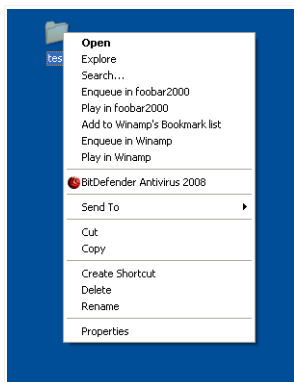 tes
Open
Explore
Search...
Enqueue in foobar2000
Play in foobar2000
Add to Winamp's Bookmark list
Enqueue in Winamp
Play in Winamp
BitDefender Antivirus 2008
Send To
Cut
Copy
Create Shortcut
Delete
Rename
Properties